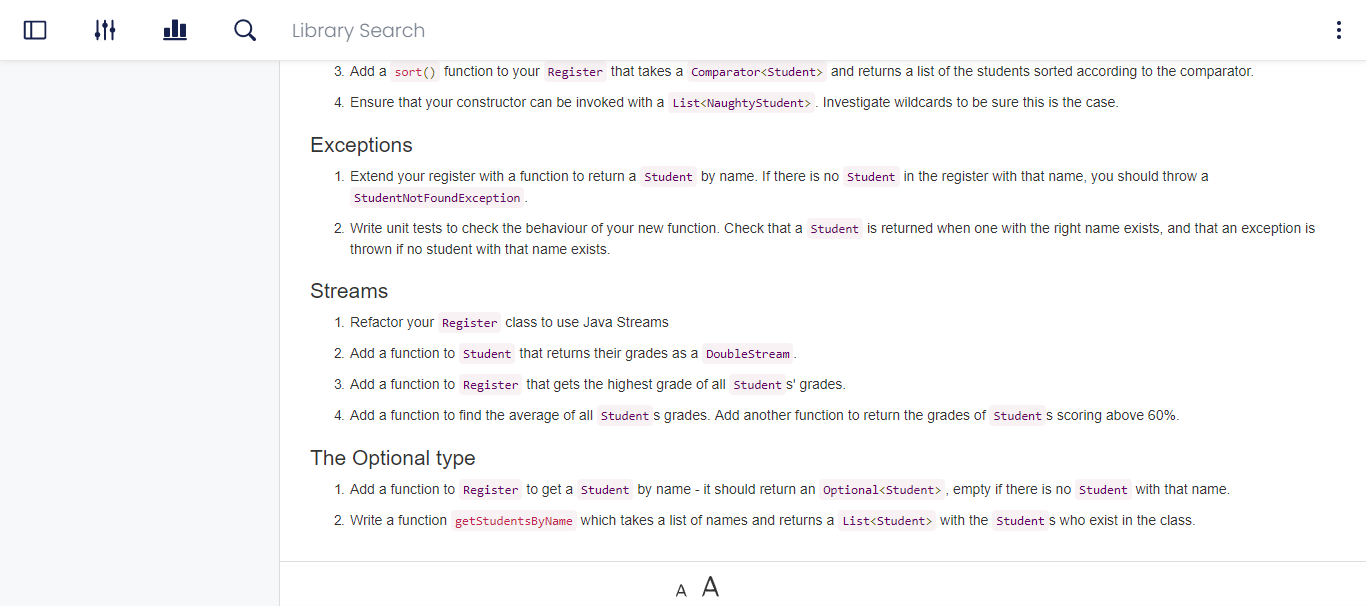 Library Search
3. Add a sort() function to your Register that takes a Comparator<Student> and returns a list of the students sorted according to the comparator.
4. Ensure that your constructor can be invoked with a List<NaughtyStudent> . Investigate wildcards to be sure this is the case.
Exceptions
1. Extend your register with a function to return a Student by name. If there is no Student in the register with that name, you should throw a
StudentNotFoundException .
2. Write unit tests to check the behaviour of your new function. Check that a Student is returned when one with the right name exists, and that an exception is
thrown if no student with that name exists.
Streams
1. Refactor your Register class to use Java Streams
2. Add a function to Student that returns their grades as a DoubleStream .
3. Add a function to Register that gets the highest grade of all Student s' grades.
4. Add a function to find the average of all Student s grades. Add another function to return the grades of Student s scoring above 60%.
The Optional type
1. Add a function to Register to get a Student by name - it should return an Optional<Student> , empty if there is no Student with that name.
2. Write a function getStudentsByName which takes a list of names and returns a List<Student> with the Student s who exist in the class.
A A